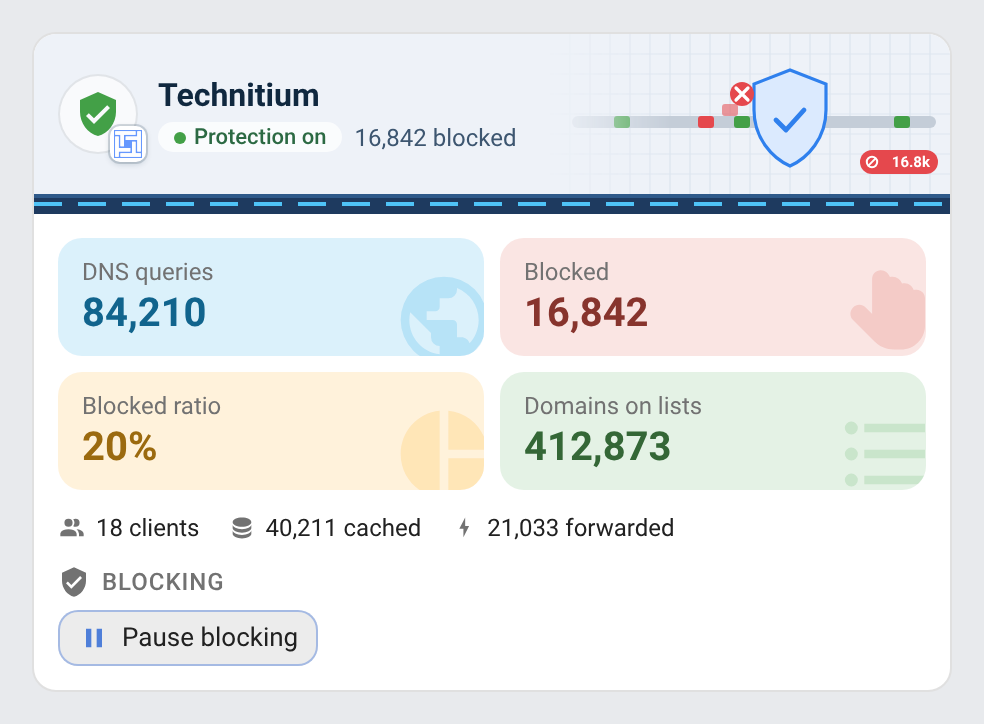 Technitium
Protection on
16,842 blocked
16.8k
DNS queries
84,210
Blocked
16,842
Blocked ratio
20%
Domains on lists
412,873
18 clients
40,211 cached
21,033 forwarded
BLOCKING
Pause blocking